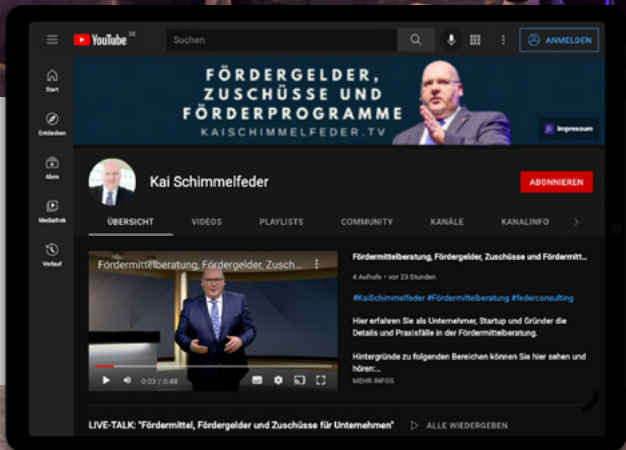 YouTube DE
Suchen
ANMELDEN
Start
Entdecken
Abos
Mediathek
Verlauf
FÖRDERGELDER,
ZUSCHÜSSE UND
FÖRDERPROGRAMME
KAISCHIMMELFEDER.TV
Impressum
Kai Schimmelfeder
ABONNIEREN
ÜBERSICHT VIDEOS PLAYLISTS COMMUNITY KANÄLE KANALINFO
Fördermittelberatung, Fördergelder, Zusch...
0:03 / 0:48
Fördermittelberatung, Fördergelder, Zuschüsse und Fördermitt...
4 Aufrufe • vor 23 Stunden
#KaiSchimmelfeder #Fördermittelberatung #federconsulting
Hier erfahren Sie als Unternehmer, Startup und Gründer die
Details und Praxisfälle in der Fördermittelberatung.
Hintergründe zu folgenden Bereichen können Sie hier sehen und
hören:...
MEHR INFOS
LIVE-TALK: "Fördermittel, Fördergelder und Zuschüsse für Unternehmen" ALLE WIEDERGEBEN